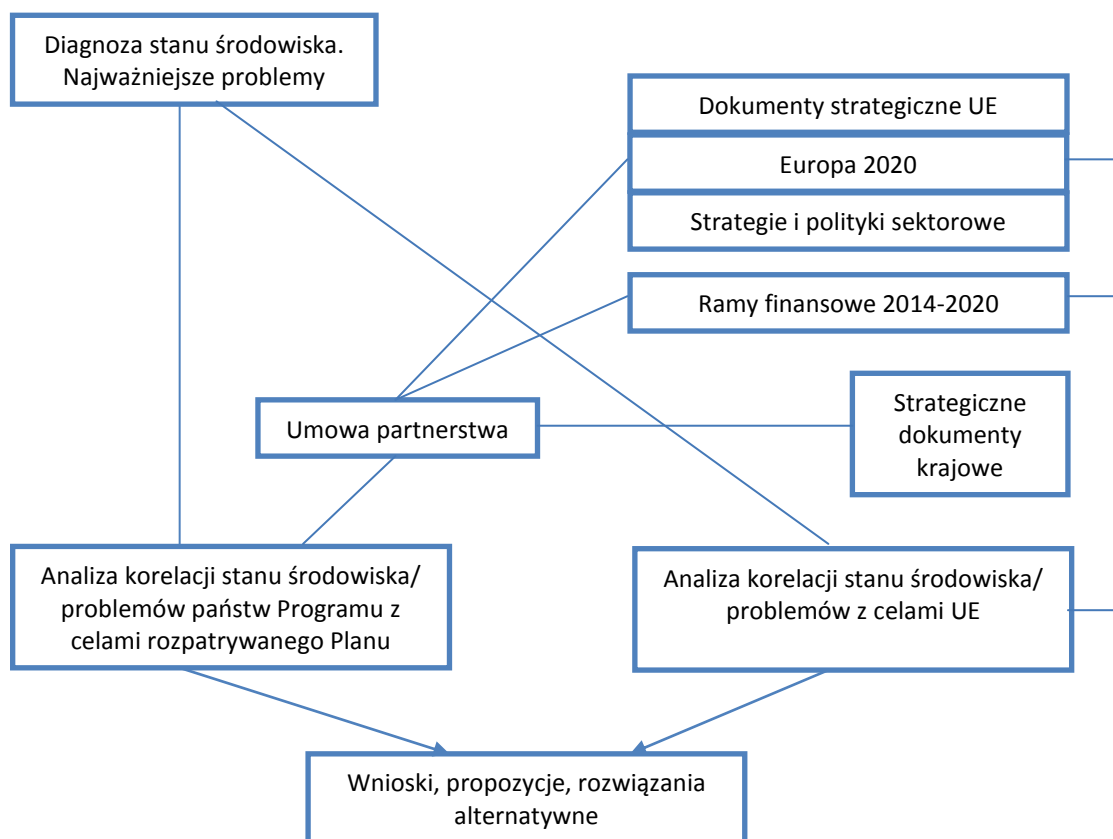 Diagnoza stanu środowiska.
Najważniejsze problemy
Dokumenty strategiczne UE
Europa 2020
Strategie i polityki sektorowe
Ramy finansowe 2014-2020
Umowa partnerstwa
Strategiczne
dokumenty
krajowe
Analiza korelacji stanu środowiska/
problemów państw Programu z
celami rozpatrywanego Planu
Analiza korelacji stanu środowiska/
problemów z celami UE
Wnioski, propozycje, rozwiązania
alternatywne